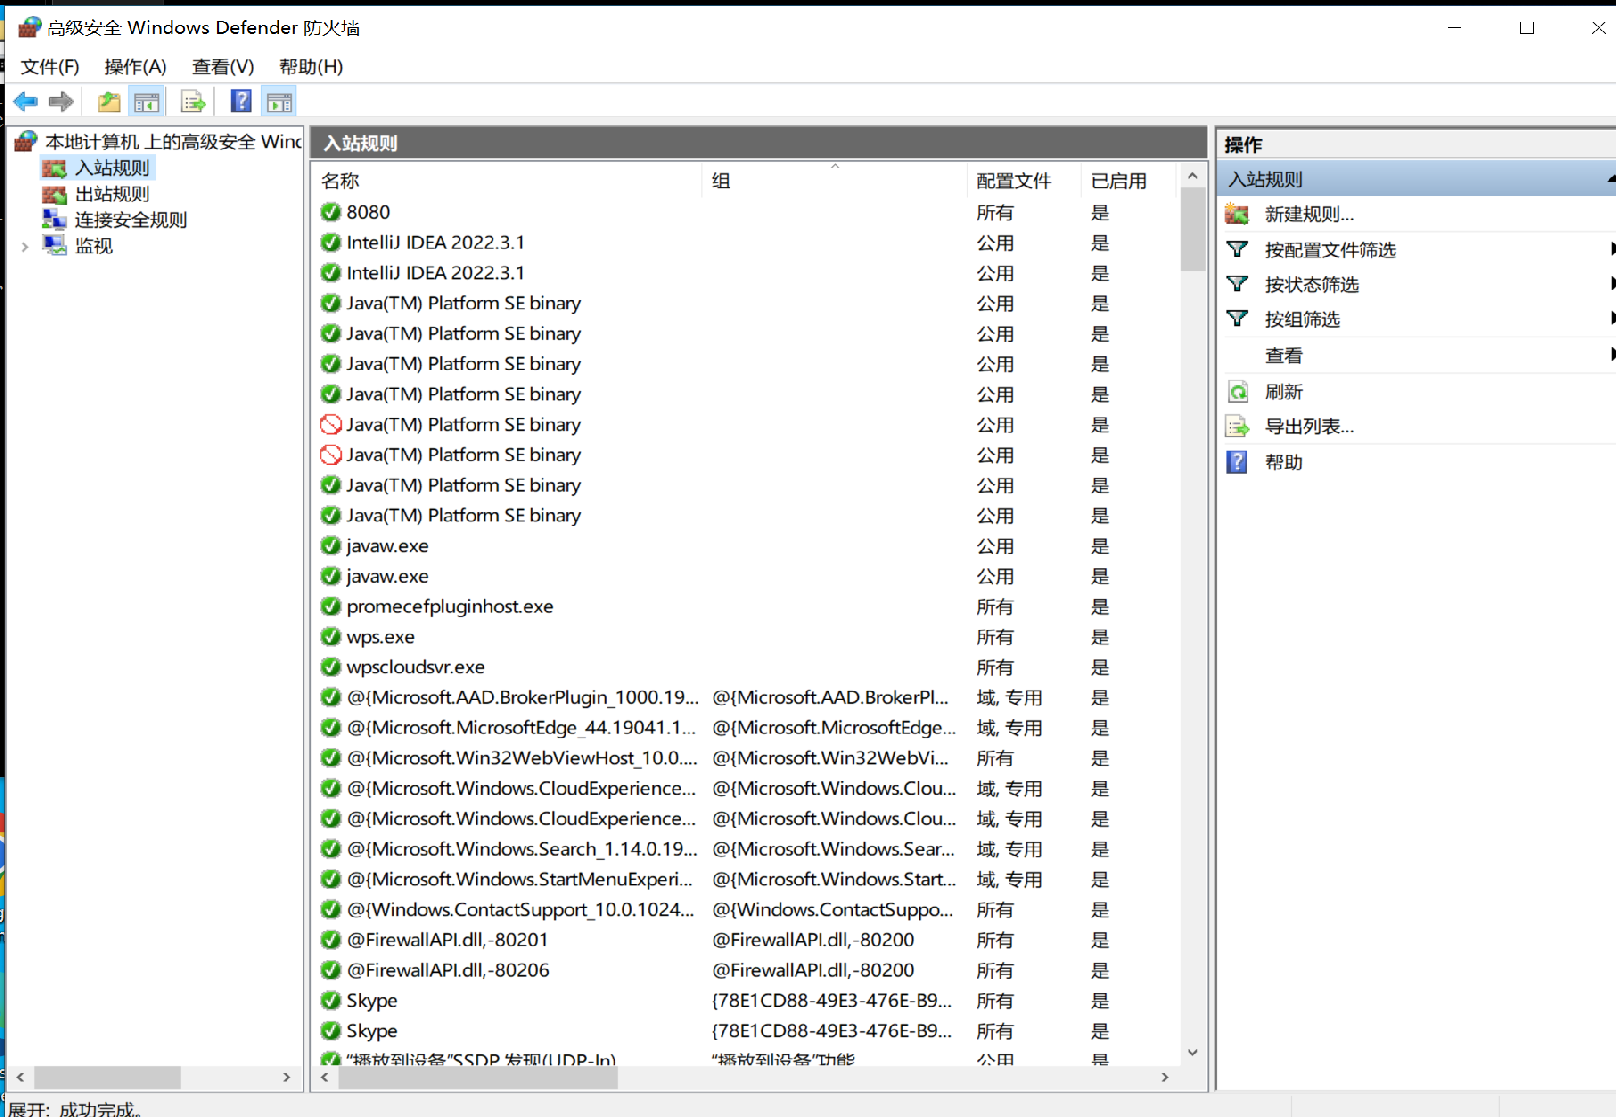 高级安全 Windows Defender 防火墙
文件(F) 操作(A) 查看(V) 帮助(H)
本地计算机 上的高级安全 Winc
入站规则
出站规则
连接安全规则
监视
入站规则
名称 组 配置文件 已启用
8080 所有 是
IntelliJ IDEA 2022.3.1 公用 是
IntelliJ IDEA 2022.3.1 公用 是
Java(TM) Platform SE binary 公用 是
Java(TM) Platform SE binary 公用 是
Java(TM) Platform SE binary 公用 是
Java(TM) Platform SE binary 公用 是
Java(TM) Platform SE binary 公用 是
Java(TM) Platform SE binary 公用 是
Java(TM) Platform SE binary 公用 是
Java(TM) Platform SE binary 公用 是
javaw.exe 公用 是
javaw.exe 公用 是
promecefpluginhost.exe 所有 是
wps.exe 所有 是
wpscloudsvr.exe 所有 是
@{Microsoft.AAD.BrokerPlugin_1000.19... @{Microsoft.AAD.BrokerPl... 域, 专用 是
@{Microsoft.MicrosoftEdge_44.19041.1... @{Microsoft.MicrosoftEdge... 域, 专用 是
@{Microsoft.Win32WebViewHost_10.0.... @{Microsoft.Win32WebVi... 所有 是
@{Microsoft.Windows.CloudExperience... @{Microsoft.Windows.Clou... 域, 专用 是
@{Microsoft.Windows.CloudExperience... @{Microsoft.Windows.Clou... 域, 专用 是
@{Microsoft.Windows.Search_1.14.0.19... @{Microsoft.Windows.Sear... 域, 专用 是
@{Microsoft.Windows.StartMenuExperi... @{Microsoft.Windows.Start... 域, 专用 是
@{Windows.ContactSupport_10.0.1024... @{Windows.ContactSuppo... 所有 是
@FirewallAPI.dll,-80201 @FirewallAPI.dll,-80200 所有 是
@FirewallAPI.dll,-80206 @FirewallAPI.dll,-80200 所有 是
Skype {78E1CD88-49E3-476E-B9... 所有 是
Skype {78E1CD88-49E3-476E-B9... 所有 是
"播放到设备"SSDP 发现(UDP-In) "播放到设备"功能 公用 是
操作
入站规则
新建规则...
按配置文件筛选
按状态筛选
按组筛选
查看
刷新
导出列表...
帮助
展开: 成功完成。